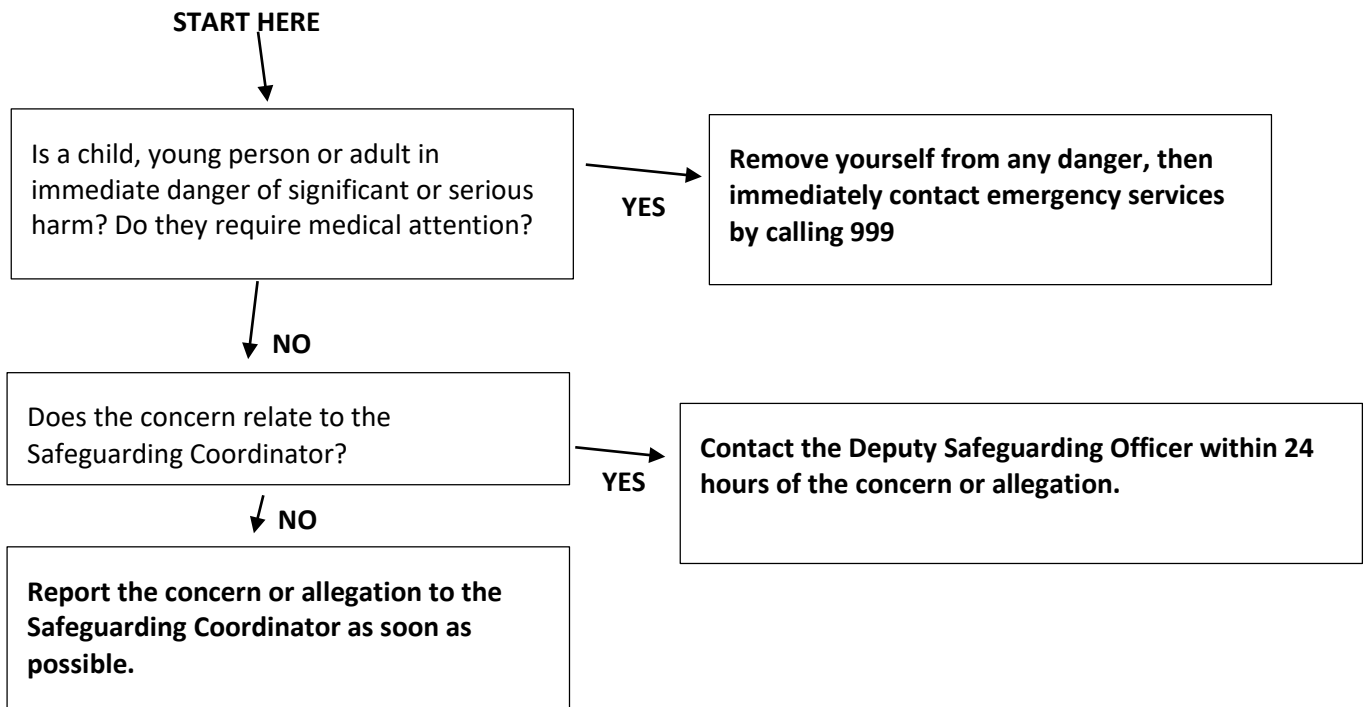 START HERE
Is a child, young person or adult in
immediate danger of significant or serious
harm? Do they require medical attention?
YES
Remove yourself from any danger, then
immediately contact emergency services
by calling 999
NO
Does the concern relate to the
Safeguarding Coordinator?
YES
Contact the Deputy Safeguarding Officer within 24
hours of the concern or allegation.
NO
Report the concern or allegation to the
Safeguarding Coordinator as soon as
possible.